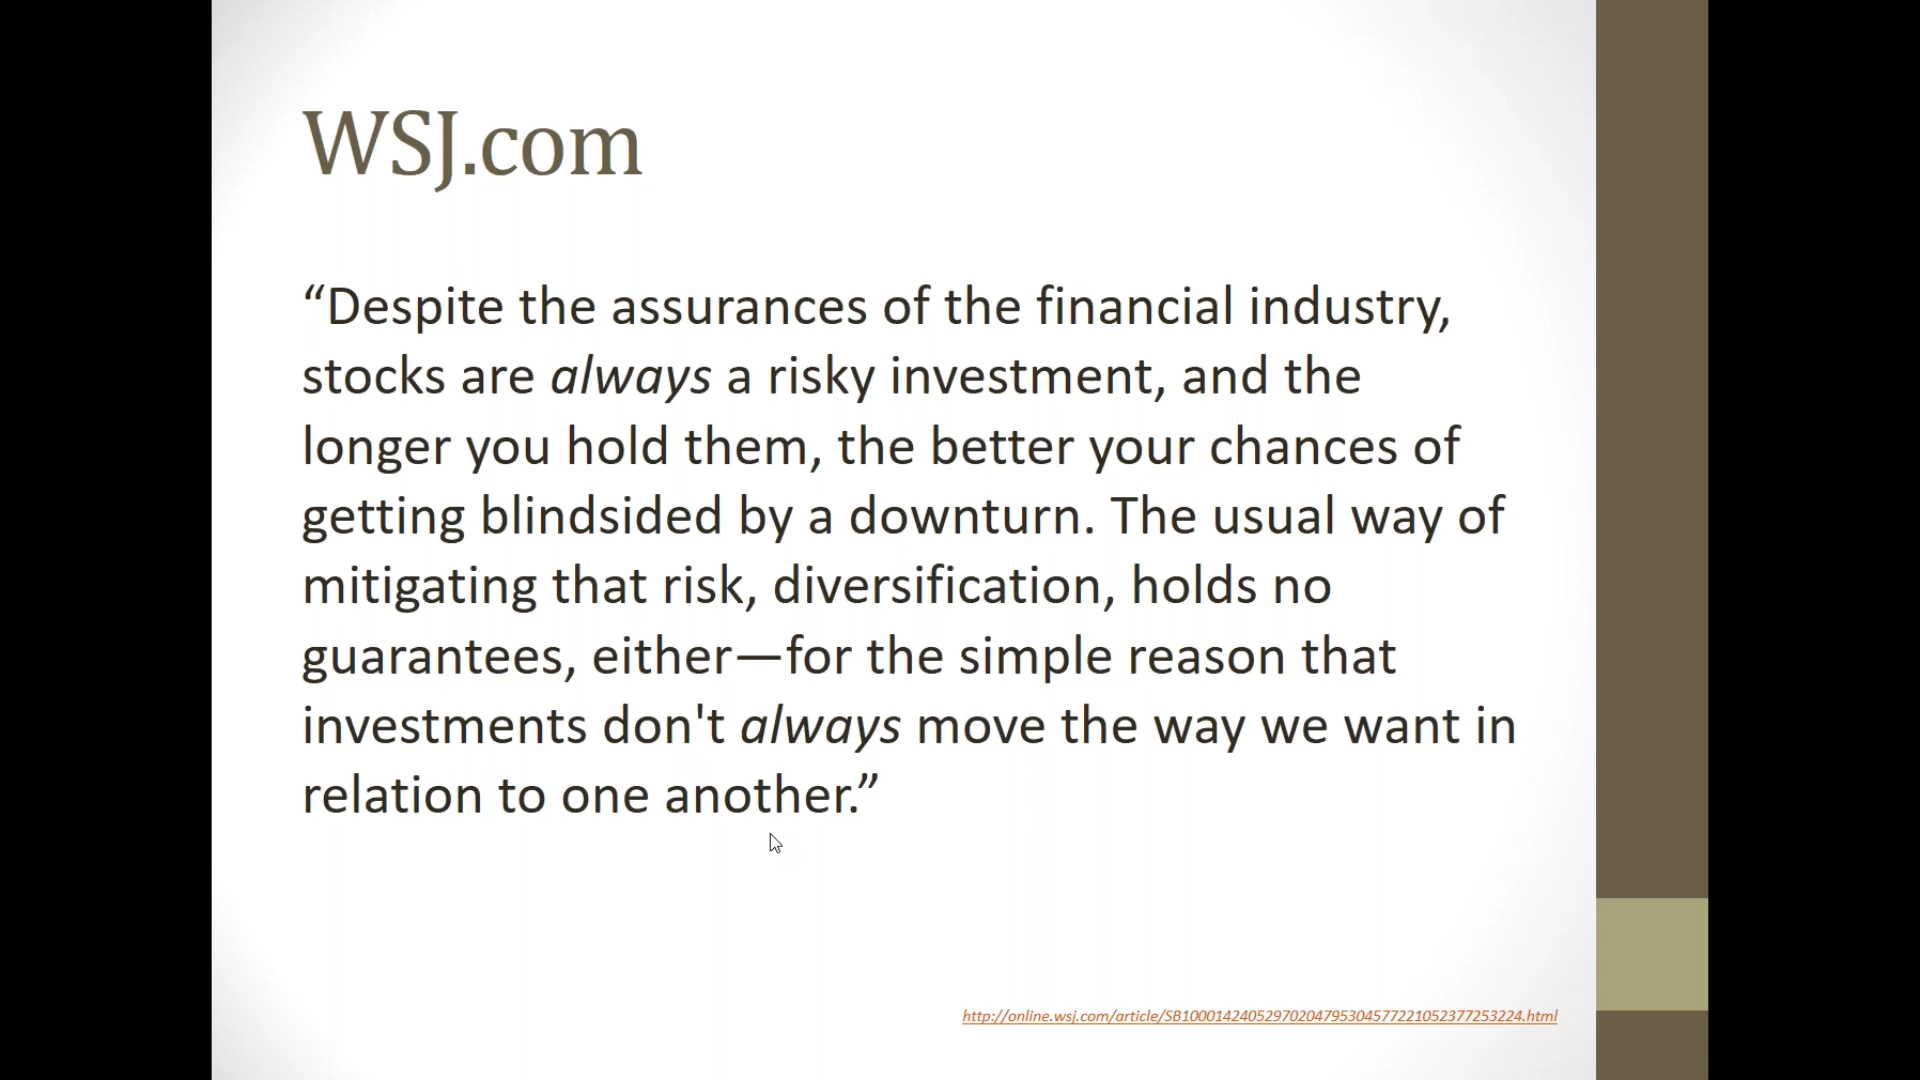 WSJ.com
“Despite the assurances of the financial industry,
stocks are always a risky investment, and the
longer you hold them, the better your chances of
getting blindsided by a downturn. The usual way of
mitigating that risk, diversification, holds no
guarantees, either—for the simple reason that
investments don't always move the way we want in
relation to one another.”
http://online.wsj.com/article/SB10001424052970204795304577221052377253224.html